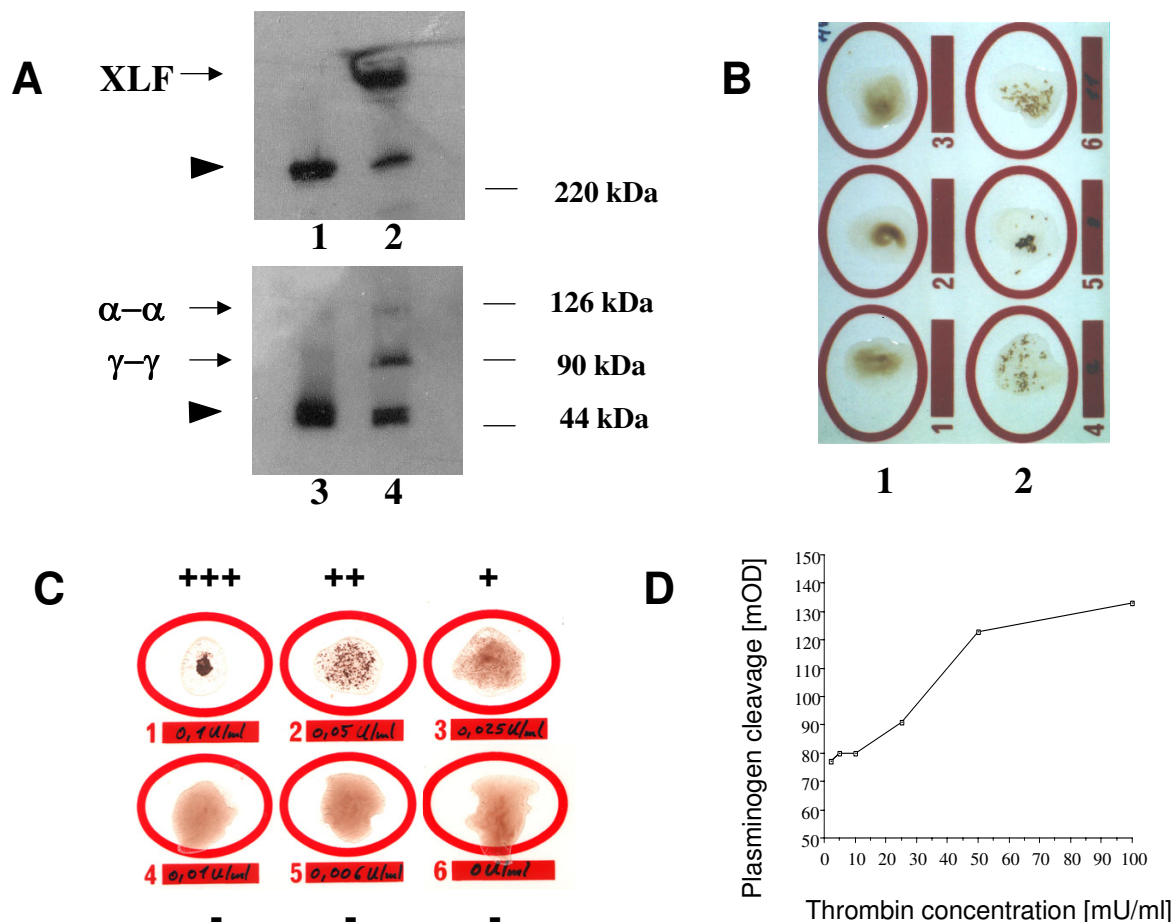 A
XLF
220 kDa
1 2
α–α
γ–γ
126 kDa
90 kDa
44 kDa
3 4
B
3 6
2 5
1 4
1 2
C
+++ ++ +
1 0,1 U/ml 2 0,05 U/ml 3 0,025 U/ml
4 0,01 U/ml 5 0,006 U/ml 6 0 U/ml
- - -
D
Plasminogen cleavage [mOD]
150
140
130
120
110
100
90
80
70
60
50
0 10 20 30 40 50 60 70 80 90 100
Thrombin concentration [mU/ml]